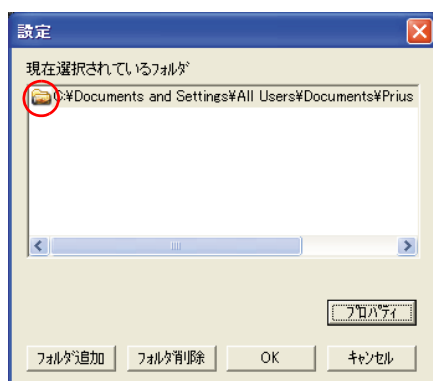 設定
現在選択されているﾌｫﾙﾀﾞ
C:¥Documents and Settings¥All Users¥Documents¥Prius
ﾌﾟﾛﾊﾟﾃｨ
ﾌｫﾙﾀﾞ追加
ﾌｫﾙﾀﾞ削除
OK
ｷｬﾝｾﾙ